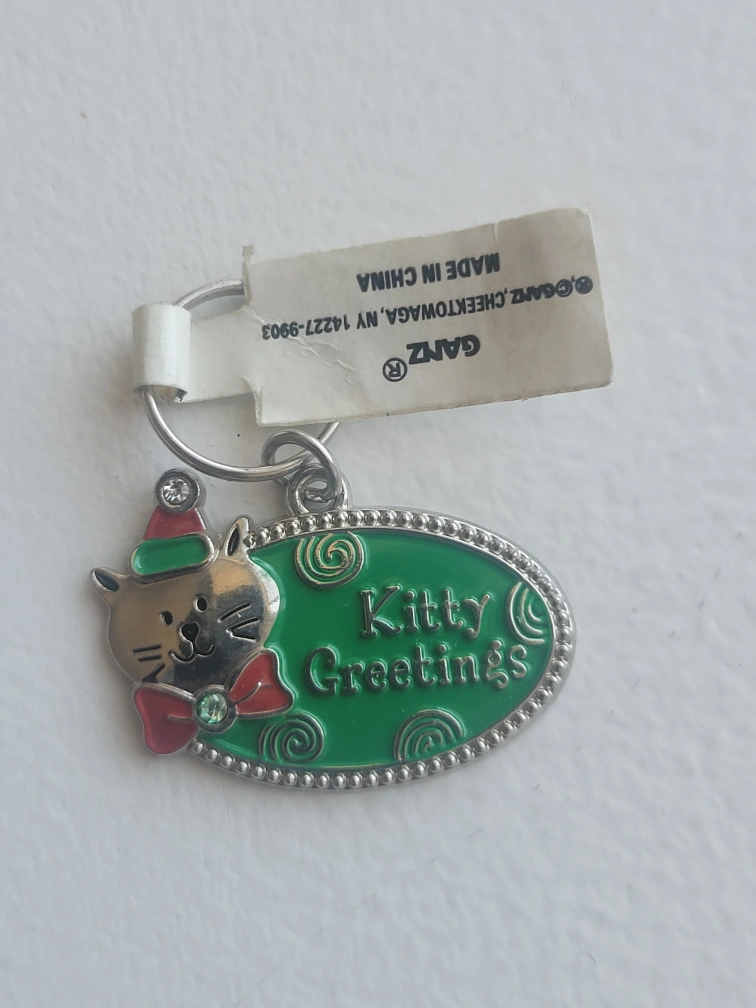 GANZ®
®,©GANZ,CHEEKTOWAGA, NY 14227-9903
MADE IN CHINA
Kitty
Greetings